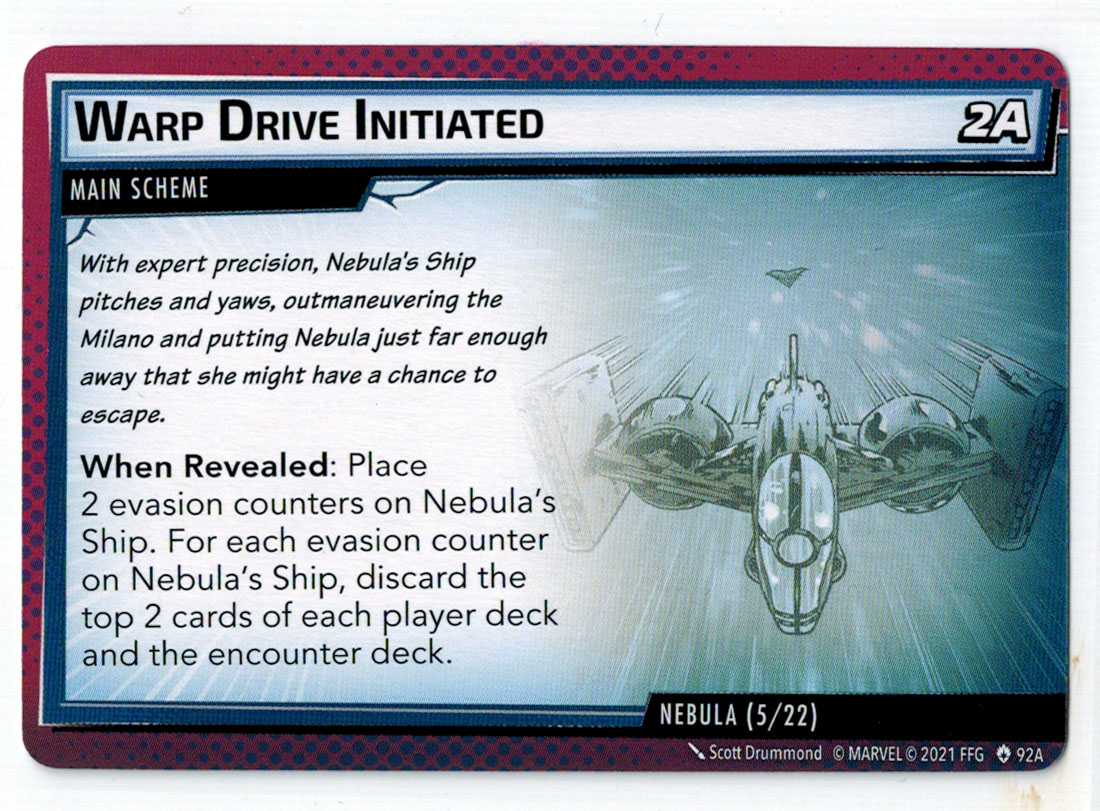 WARP DRIVE INITIATED
2A
MAIN SCHEME
With expert precision, Nebula's Ship
pitches and yaws, outmaneuvering the
Milano and putting Nebula just far enough
away that she might have a chance to
escape.
When Revealed: Place
2 evasion counters on Nebula's
Ship. For each evasion counter
on Nebula's Ship, discard the
top 2 cards of each player deck
and the encounter deck.
NEBULA (5/22)
Scott Drummond © MARVEL © 2021 FFG 92A